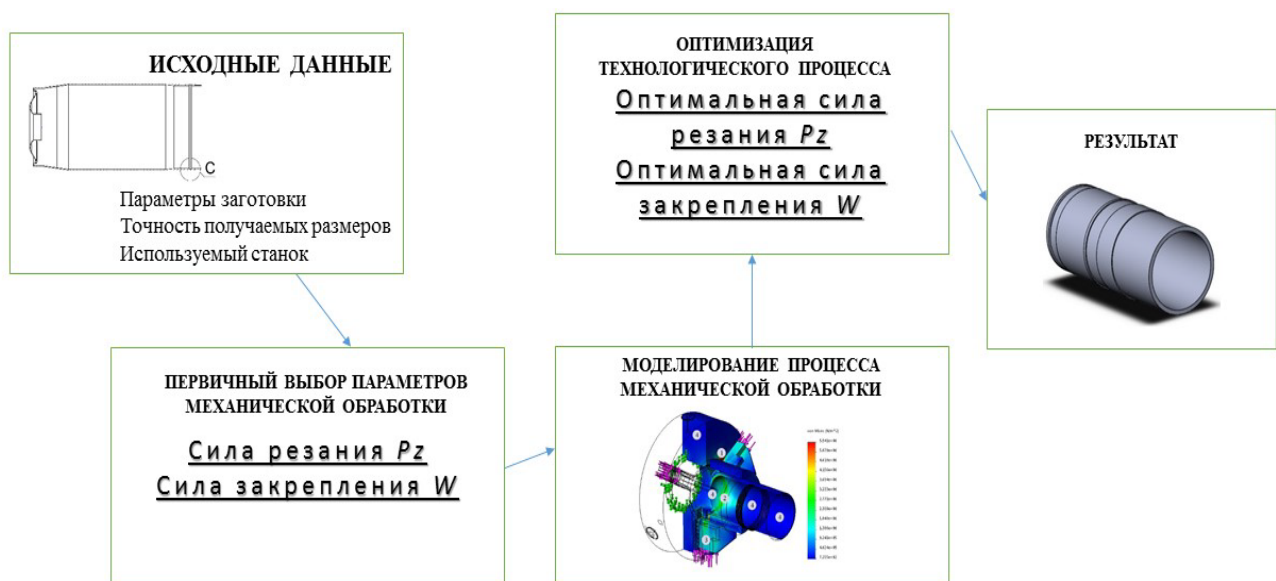 ИСХОДНЫЕ ДАННЫЕ
C
Параметры заготовки
Точность получаемых размеров
Используемый станок
ПЕРВИЧНЫЙ ВЫБОР ПАРАМЕТРОВ
МЕХАНИЧЕСКОЙ ОБРАБОТКИ
Сила резания Pz
Сила закрепления W
МОДЕЛИРОВАНИЕ ПРОЦЕССА
МЕХАНИЧЕСКОЙ ОБРАБОТКИ
ОПТИМИЗАЦИЯ
ТЕХНОЛОГИЧЕСКОГО ПРОЦЕССА
Оптимальная сила
резания Pz
Оптимальная сила
закрепления W
РЕЗУЛЬТАТ